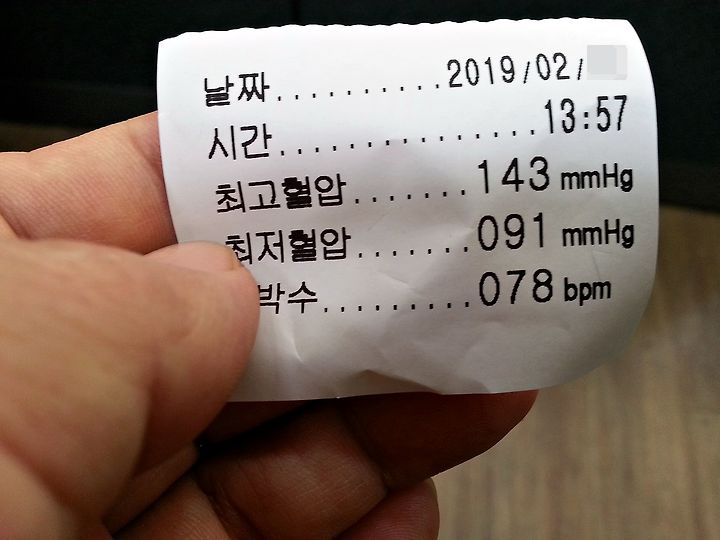 날짜..........2019/02/
시간...............13:57
최고혈압.......143 mmHg
최저혈압.......091 mmHg
박수.........078 bpm